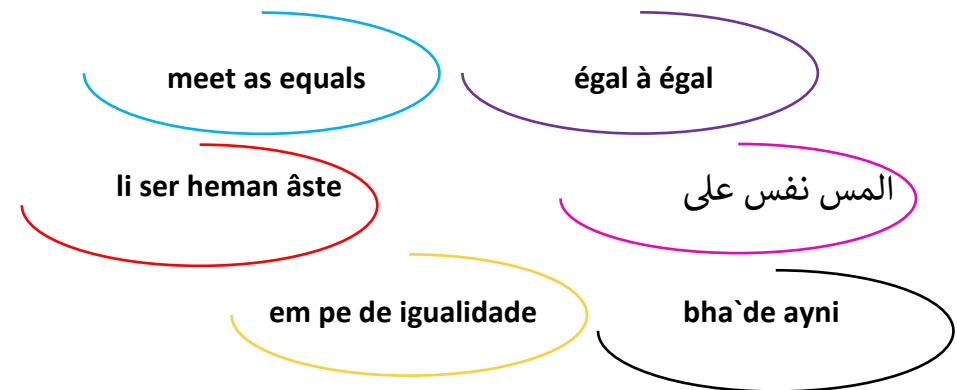 meet as equals
égal à égal
li ser heman âste
المس نفس على
em pe de igualidade
bha`de ayni